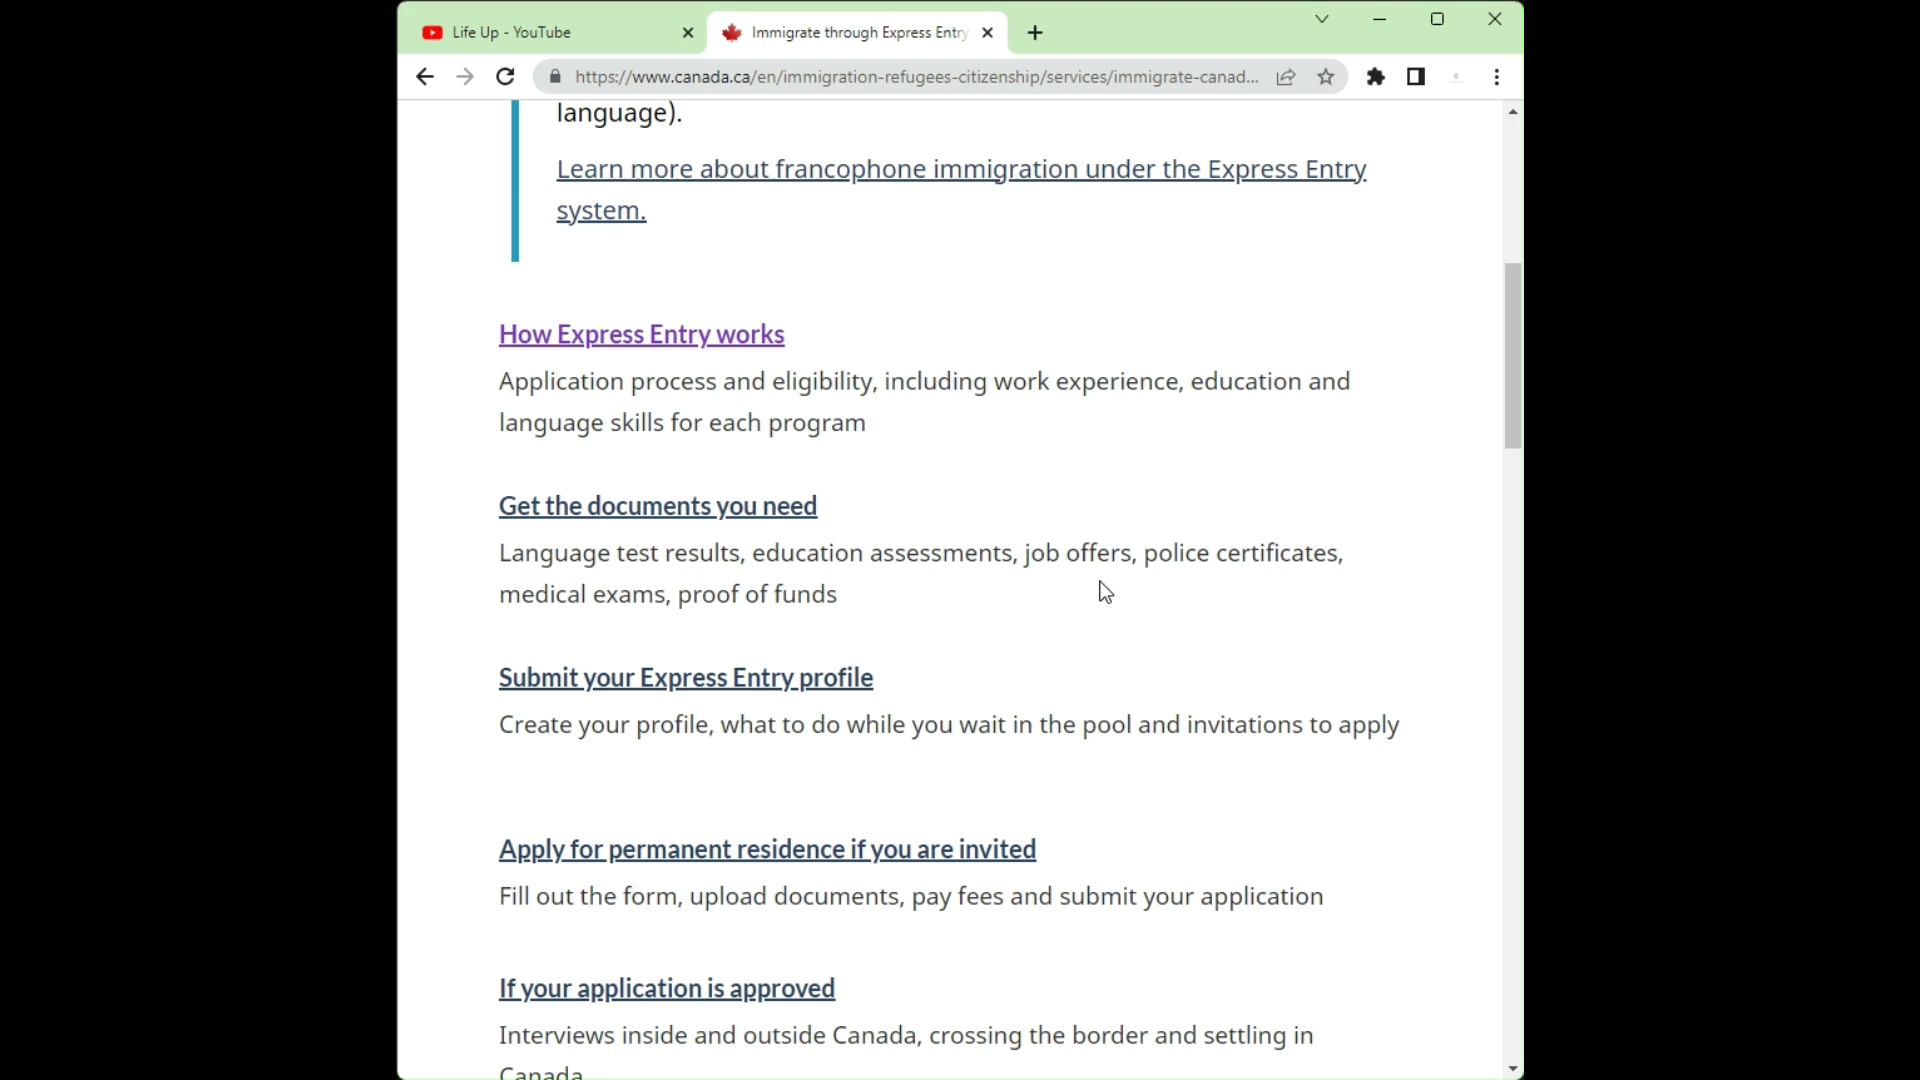 Life Up - YouTube
Immigrate through Express Entry
https://www.canada.ca/en/immigration-refugees-citizenship/services/immigrate-canad...
language).
Learn more about francophone immigration under the Express Entry
system.
How Express Entry works
Application process and eligibility, including work experience, education and
language skills for each program
Get the documents you need
Language test results, education assessments, job offers, police certificates,
medical exams, proof of funds
Submit your Express Entry profile
Create your profile, what to do while you wait in the pool and invitations to apply
Apply for permanent residence if you are invited
Fill out the form, upload documents, pay fees and submit your application
If your application is approved
Interviews inside and outside Canada, crossing the border and settling in
Canada